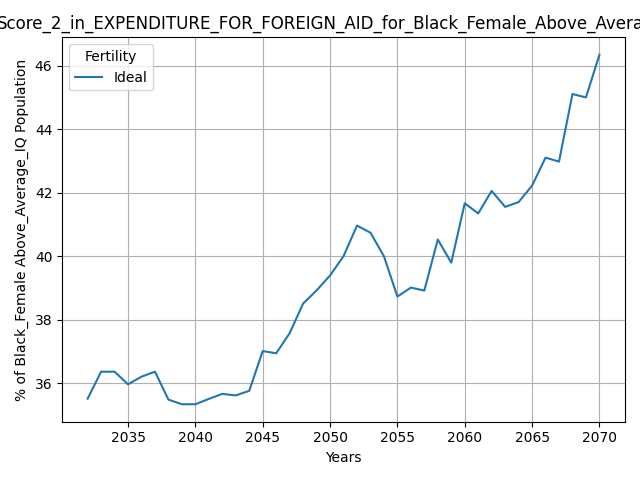 Score_2_in_EXPENDITURE_FOR_FOREIGN_AID_for_Black_Female_Above_Avera
Fertility
Ideal
% of Black_Female Above_Average_IQ Population
46
44
42
40
38
36
2035 2040 2045 2050 2055 2060 2065 2070
Years